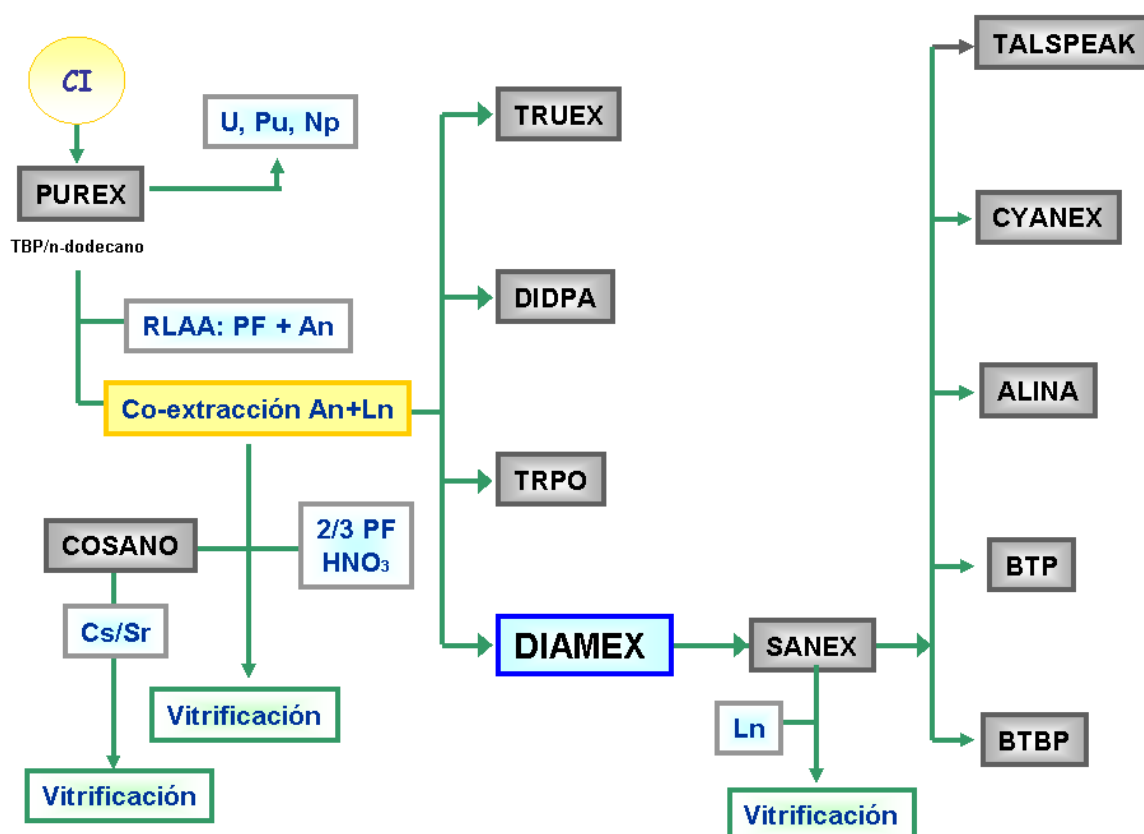 CI
PUREX
TBP/n-dodecano
U, Pu, Np
RLAA: PF + An
Co-extracción An+Ln
2/3 PF
HNO₃
COSANO
Cs/Sr
Vitrificación
Vitrificación
TRUEX
DIDPA
TRPO
DIAMEX
SANEX
Ln
Vitrificación
TALSPEAK
CYANEX
ALINA
BTP
BTBP